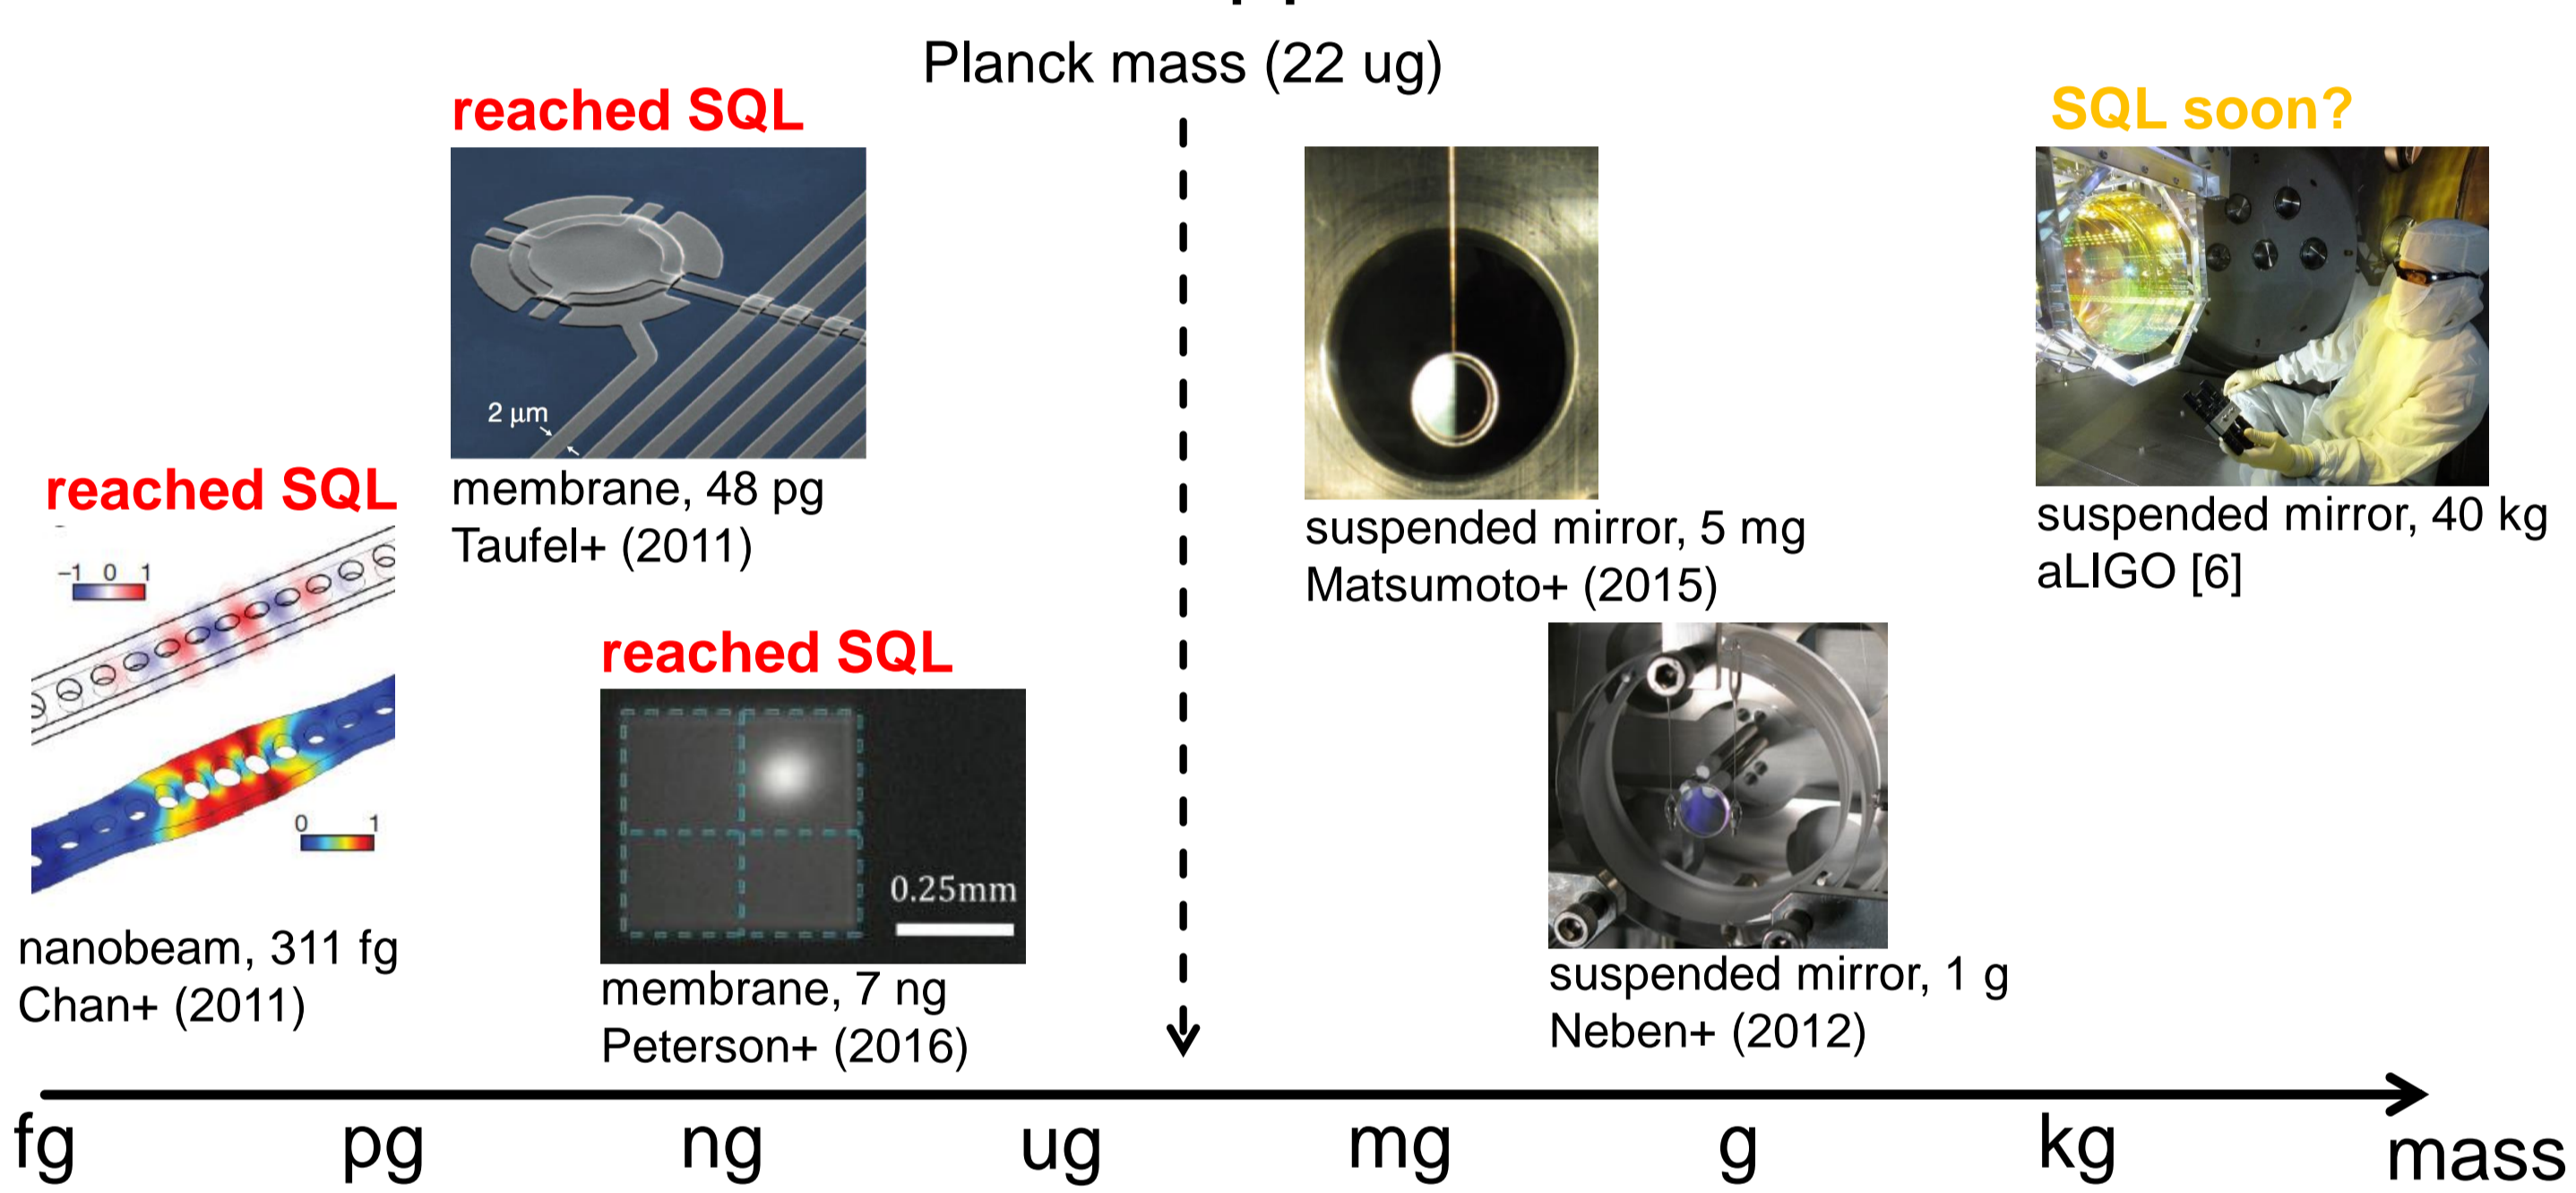 Planck mass (22 ug)
reached SQL
2 μm
membrane, 48 pg
Taufel+ (2011)
reached SQL
−1 0 1
0 1
nanobeam, 311 fg
Chan+ (2011)
reached SQL
0.25mm
membrane, 7 ng
Peterson+ (2016)
suspended mirror, 5 mg
Matsumoto+ (2015)
suspended mirror, 1 g
Neben+ (2012)
SQL soon?
suspended mirror, 40 kg
aLIGO [6]
fg pg ng ug mg g kg mass